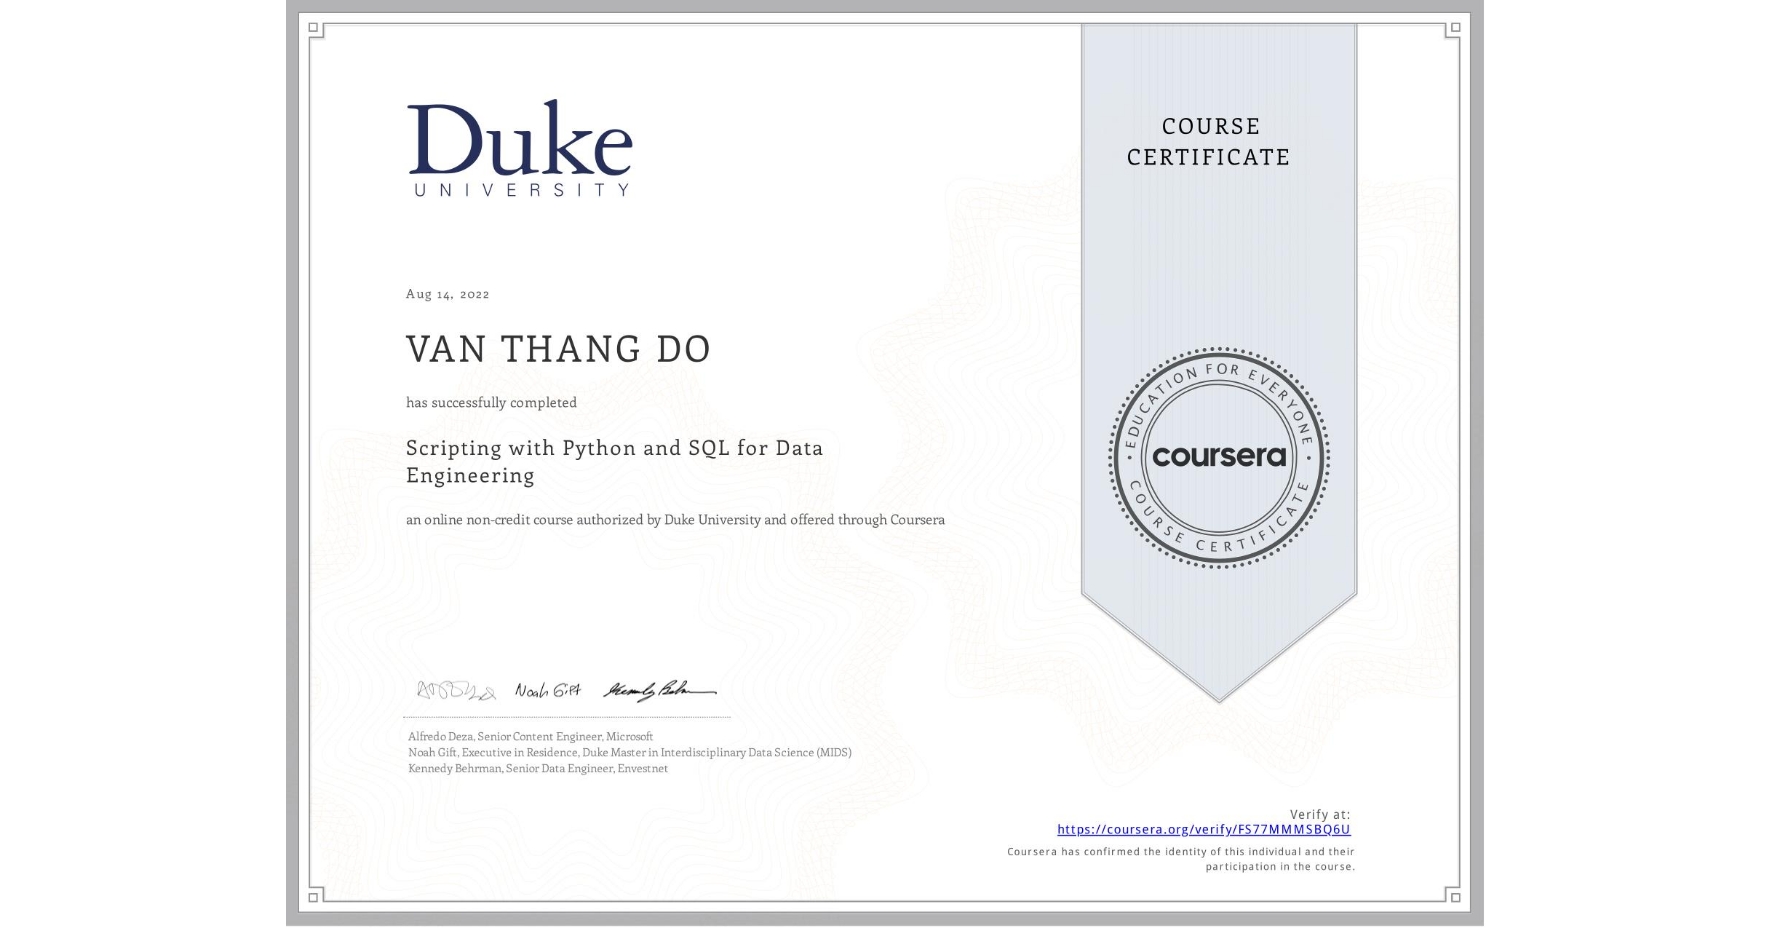 Duke
UNIVERSITY
COURSE
CERTIFICATE
Aug 14, 2022
VAN THANG DO
has successfully completed
Scripting with Python and SQL for Data
Engineering
an online non-credit course authorized by Duke University and offered through Coursera
EDUCATION FOR EVERYONE
coursera
COURSE CERTIFICATE
Noah Gift
Alfredo Deza, Senior Content Engineer, Microsoft
Noah Gift, Executive in Residence, Duke Master in Interdisciplinary Data Science (MIDS)
Kennedy Behrman, Senior Data Engineer, Envestnet
Verify at:
https://coursera.org/verify/FS77MMMSBQ6U
Coursera has confirmed the identity of this individual and their
participation in the course.